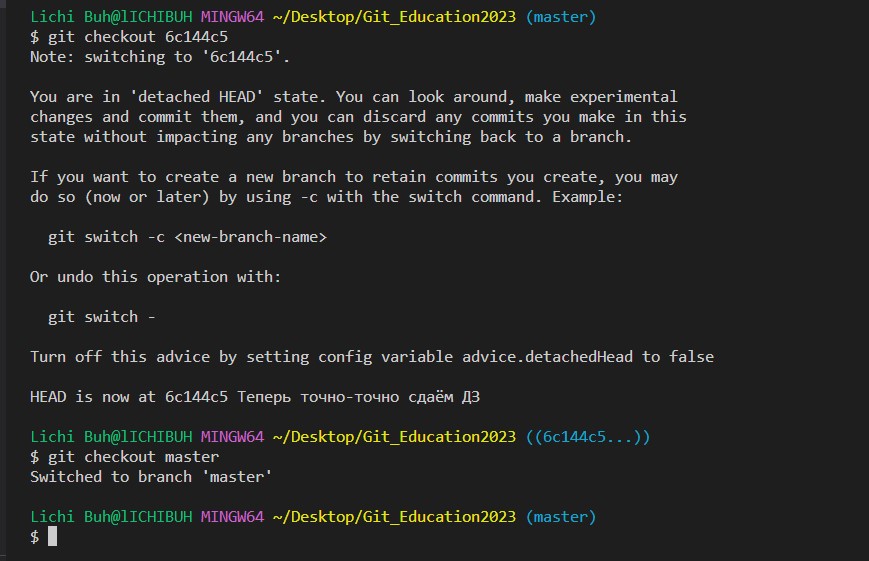 Lichi Buh@lICHIBUH MINGW64 ~/Desktop/Git_Education2023 (master)
$ git checkout 6c144c5
Note: switching to '6c144c5'.

You are in 'detached HEAD' state. You can look around, make experimental
changes and commit them, and you can discard any commits you make in this
state without impacting any branches by switching back to a branch.

If you want to create a new branch to retain commits you create, you may
do so (now or later) by using -c with the switch command. Example:

  git switch -c <new-branch-name>

Or undo this operation with:

  git switch -

Turn off this advice by setting config variable advice.detachedHead to false

HEAD is now at 6c144c5 Теперь точно-точно сдаём ДЗ

Lichi Buh@lICHIBUH MINGW64 ~/Desktop/Git_Education2023 ((6c144c5...))
$ git checkout master
Switched to branch 'master'

Lichi Buh@lICHIBUH MINGW64 ~/Desktop/Git_Education2023 (master)
$